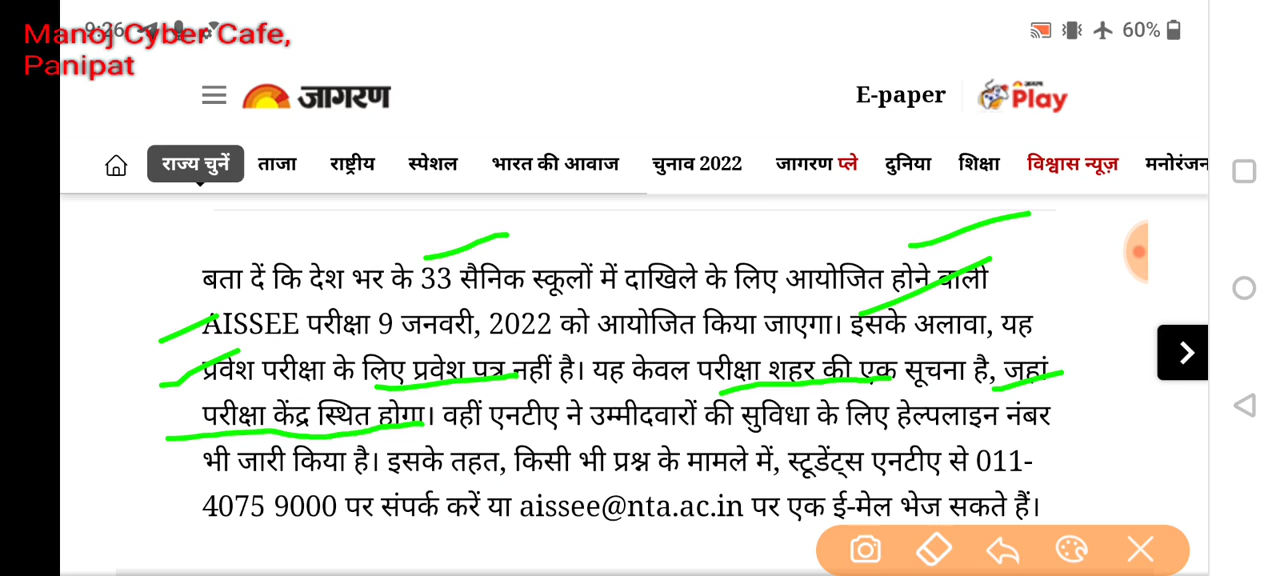 9:26
60%
Manoj Cyber Cafe,
Panipat
जागरण
E-paper
Play
राज्य चुनें ताजा राष्ट्रीय स्पेशल भारत की आवाज चुनाव 2022 जागरण प्ले दुनिया शिक्षा विश्वास न्यूज़ मनोरंजन
बता दें कि देश भर के 33 सैनिक स्कूलों में दाखिले के लिए आयोजित होने वाली
AISSEE परीक्षा 9 जनवरी, 2022 को आयोजित किया जाएगा। इसके अलावा, यह
प्रवेश परीक्षा के लिए प्रवेश पत्र नहीं है। यह केवल परीक्षा शहर की एक सूचना है, जहां
परीक्षा केंद्र स्थित होगा। वहीं एनटीए ने उम्मीदवारों की सुविधा के लिए हेल्पलाइन नंबर
भी जारी किया है। इसके तहत, किसी भी प्रश्न के मामले में, स्टूडेंट्स एनटीए से 011-
4075 9000 पर संपर्क करें या aissee@nta.ac.in पर एक ई-मेल भेज सकते हैं।